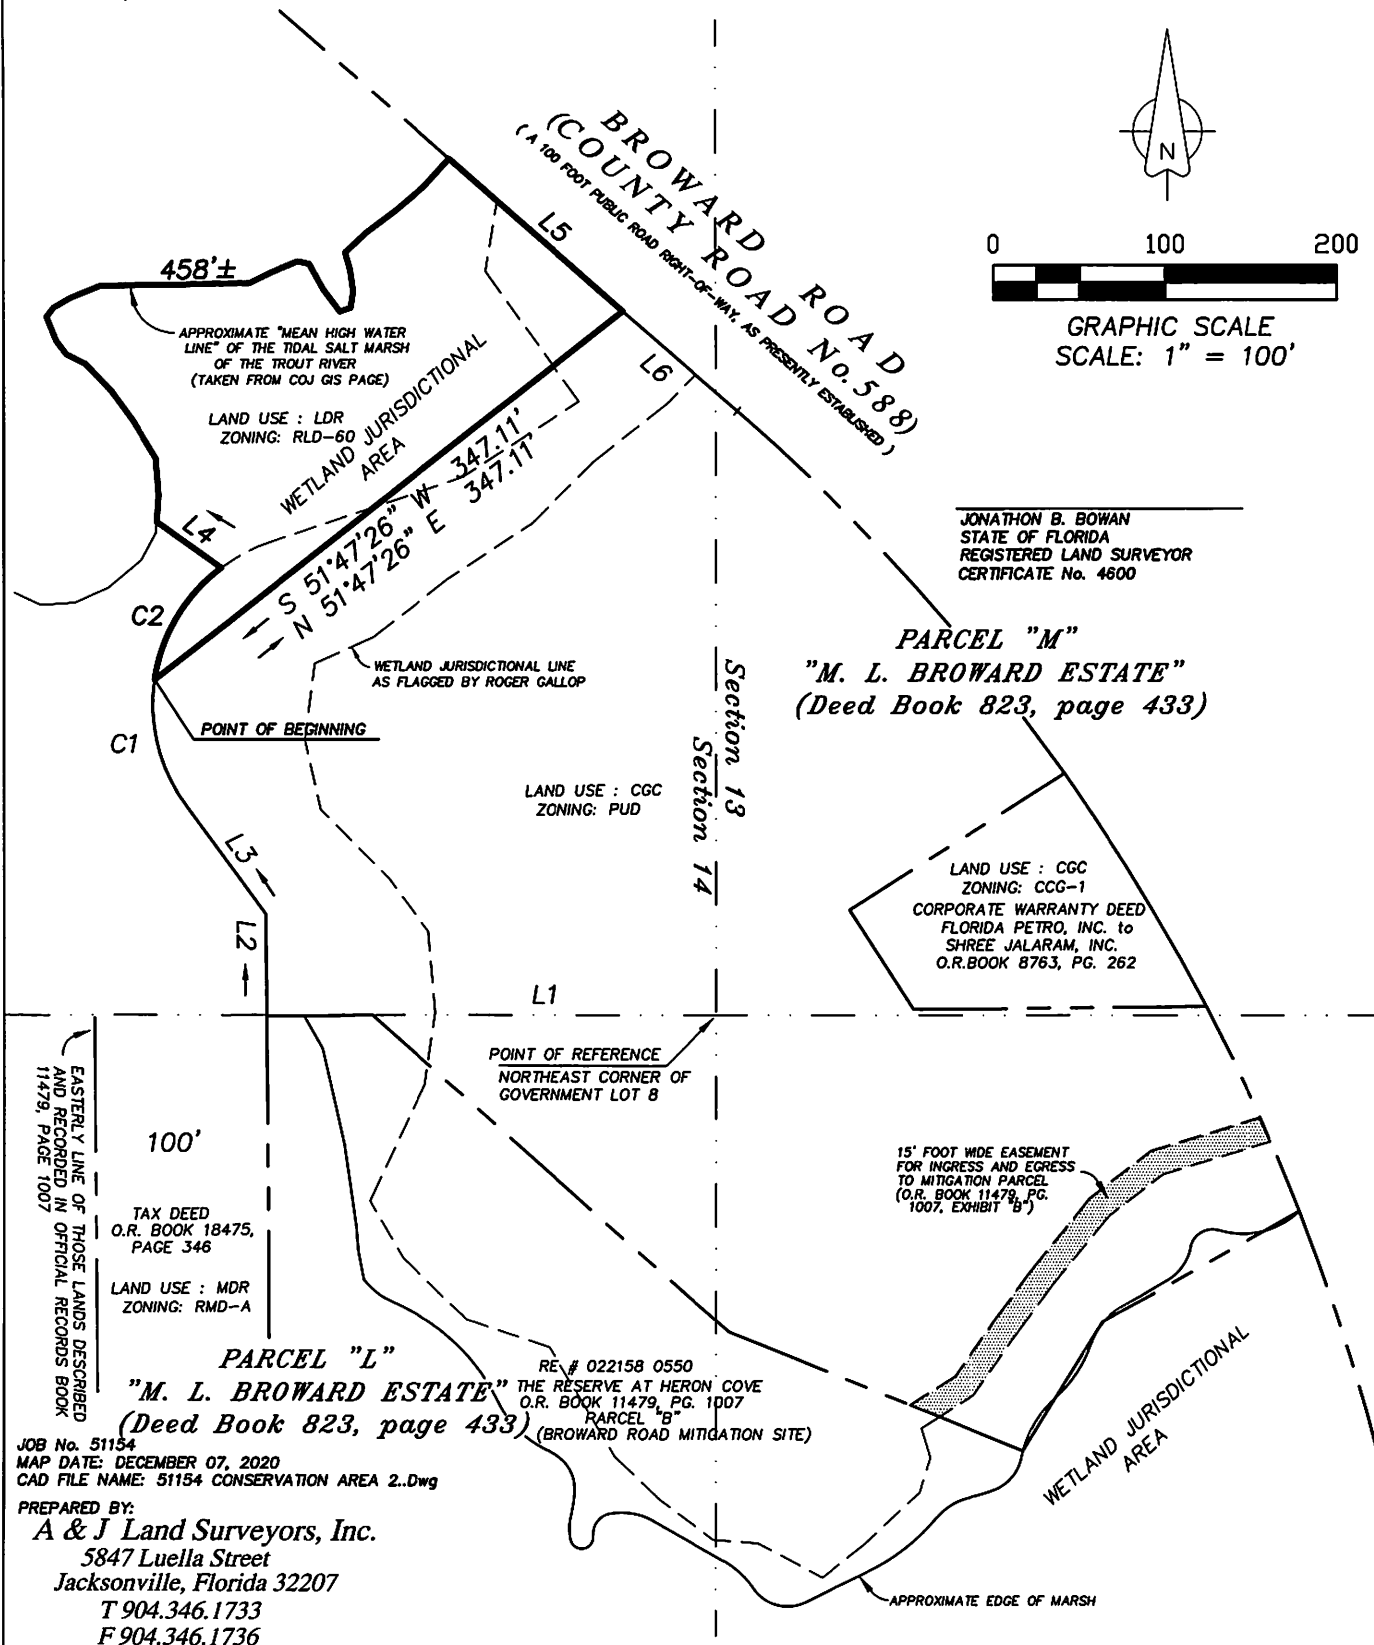 BROWARD ROAD
(COUNTY ROAD No.588)
( A 100 FOOT PUBLIC ROAD RIGHT-OF-WAY, AS PRESENTLY ESTABLISHED )
N
0 100 200
GRAPHIC SCALE
SCALE: 1" = 100'
L5
L6
458'±
APPROXIMATE "MEAN HIGH WATER
LINE" OF THE TIDAL SALT MARSH
OF THE TROUT RIVER
(TAKEN FROM COJ GIS PAGE)
LAND USE : LDR
ZONING: RLD-60
WETLAND JURISDICTIONAL
AREA
S 51°47'26" W 347.11'
N 51°47'26" E 347.11'
L4
C2
JONATHON B. BOWAN
STATE OF FLORIDA
REGISTERED LAND SURVEYOR
CERTIFICATE No. 4600
PARCEL "M"
"M. L. BROWARD ESTATE"
(Deed Book 823, page 433)
WETLAND JURISDICTIONAL LINE
AS FLAGGED BY ROGER GALLOP
POINT OF BEGINNING
C1
Section 13
Section 14
LAND USE : CGC
ZONING: PUD
L3
L2
L1
LAND USE : CGC
ZONING: CCG-1
CORPORATE WARRANTY DEED
FLORIDA PETRO, INC. to
SHREE JALARAM, INC.
O.R.BOOK 8763, PG. 262
POINT OF REFERENCE
NORTHEAST CORNER OF
GOVERNMENT LOT 8
EASTERLY LINE OF THOSE LANDS DESCRIBED
AND RECORDED IN OFFICIAL RECORDS BOOK
11479, PAGE 1007
100'
TAX DEED
O.R. BOOK 18475,
PAGE 346
LAND USE : MDR
ZONING: RMD-A
15' FOOT WIDE EASEMENT
FOR INGRESS AND EGRESS
TO MITIGATION PARCEL
(O.R. BOOK 11479, PG.
1007, EXHIBIT "B")
PARCEL "L"
"M. L. BROWARD ESTATE"
(Deed Book 823, page 433)
RE # 022158 0550
THE RESERVE AT HERON COVE
O.R. BOOK 11479, PG. 1007
PARCEL "B"
(BROWARD ROAD MITIGATION SITE)
WETLAND JURISDICTIONAL
AREA
JOB No. 51154
MAP DATE: DECEMBER 07, 2020
CAD FILE NAME: 51154 CONSERVATION AREA 2..Dwg
PREPARED BY:
A & J Land Surveyors, Inc.
5847 Luella Street
Jacksonville, Florida 32207
T 904.346.1733
F 904.346.1736
APPROXIMATE EDGE OF MARSH